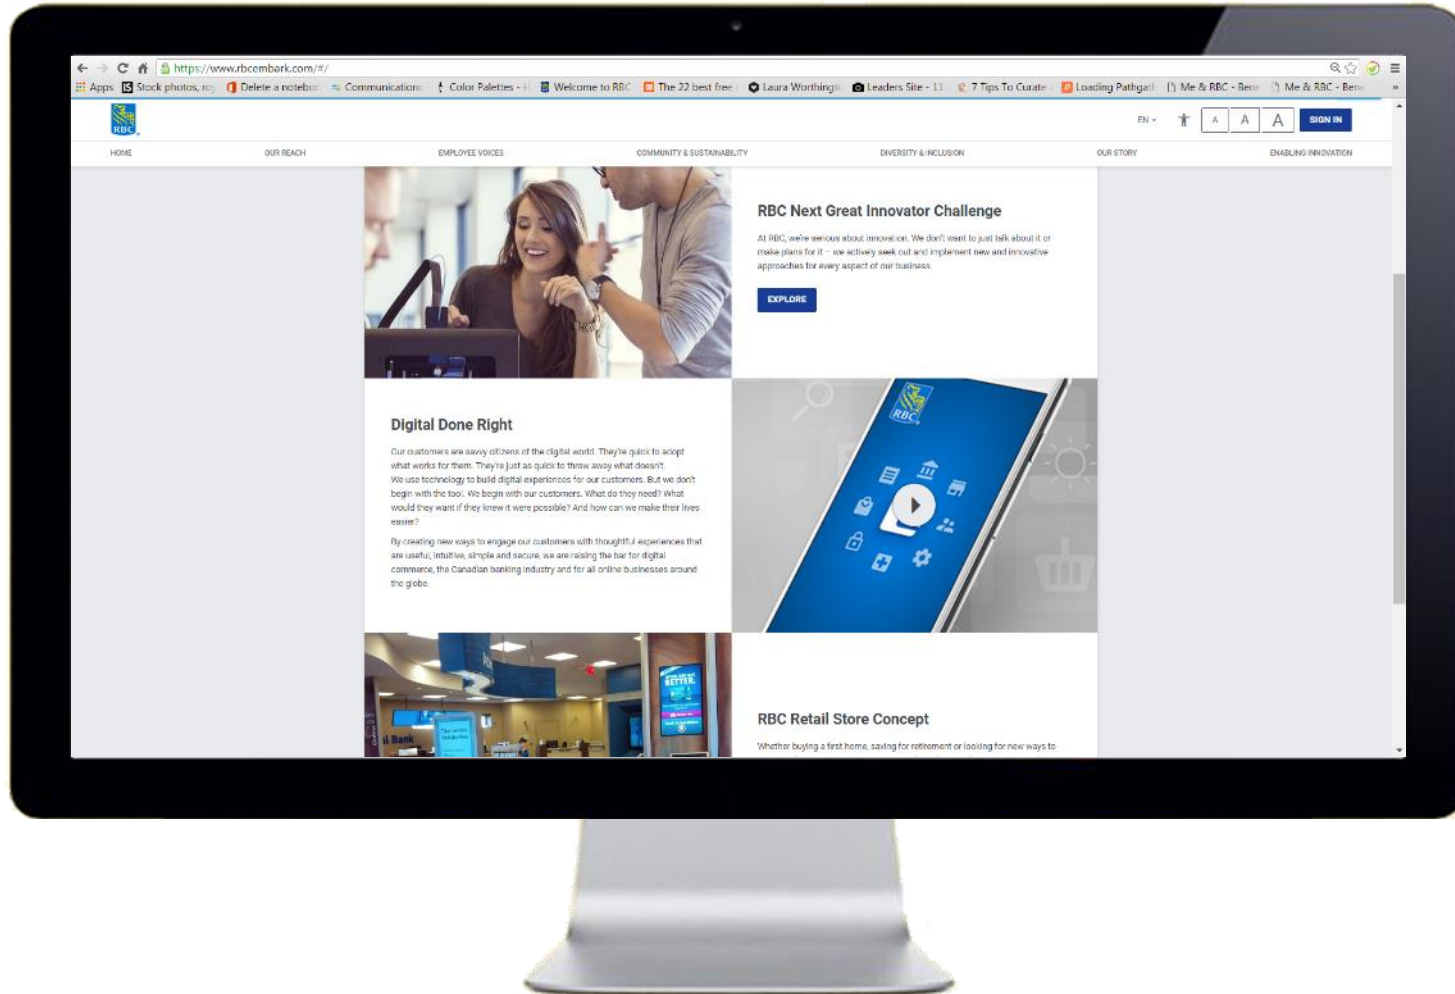 https://www.rbcembark.com/#/
Apps Stock photos, roy Delete a noteboo Communications Color Palettes - H Welcome to RBC The 22 best free Laura Worthingto Leaders Site - 11 7 Tips To Curate Loading Pathgath Me & RBC - Bene Me & RBC - Bene »
RBC
EN A A A SIGN IN
HOME OUR REACH EMPLOYEE VOICES COMMUNITY & SUSTAINABILITY DIVERSITY & INCLUSION OUR STORY ENABLING INNOVATION
RBC Next Great Innovator Challenge
At RBC, we're serious about innovation. We don't want to just talk about it or
make plans for it – we actively seek out and implement new and innovative
approaches for every aspect of our business.
EXPLORE
RBC
Digital Done Right
Our customers are savvy citizens of the digital world. They're quick to adopt
what works for them. They're just as quick to throw away what doesn't.
We use technology to build digital experiences for our customers. But we don't
begin with the tool. We begin with our customers. What do they need? What
would they want if they knew it were possible? And how can we make their lives
easier?
By creating new ways to engage our customers with thoughtful experiences that
are useful, intuitive, simple and secure, we are raising the bar for digital
commerce, the Canadian banking industry and for all online businesses around
the globe.
BETTER.
al Bank
RBC Retail Store Concept
Whether buying a first home, saving for retirement or looking for new ways to